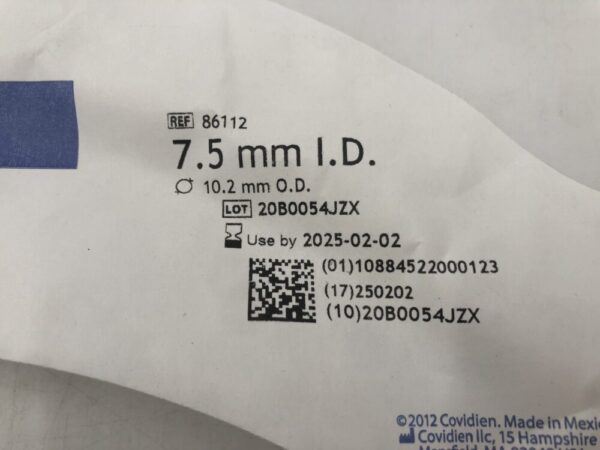 REF 86112
7.5 mm I.D.
10.2 mm O.D.
LOT 20B0054JZX
Use by 2025-02-02
(01)10884522000123
(17)250202
(10)20B0054JZX
©2012 Covidien. Made in Mexic
Covidien llc, 15 Hampshire